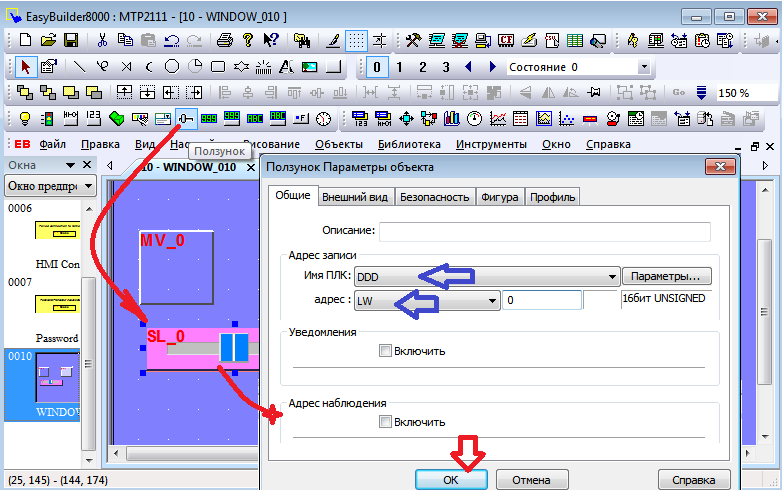 EasyBuilder8000 : MTP2111 - [10 - WINDOW_010 ]
0 1 2 3 Состояние 0
Go 150 %
EB Файл Правка Вид Рисование Объекты Библиотека Инструменты Окно Справка
Ползунок
Окна
10 - WINDOW_010
Окно предпр
0006
HMI Con
0007
Password
0010
WINDOW
MV_0
SL_0
Ползунок Параметры объекта
Общие Внешний вид Безопасность Фигура Профиль
Описание:
Адрес записи
Имя ПЛК: DDD Параметры...
адрес : LW 0 16бит UNSIGNED
Уведомления
Включить
Адрес наблюдения
Включить
OK Отмена Справка
(25, 145) - (144, 174)